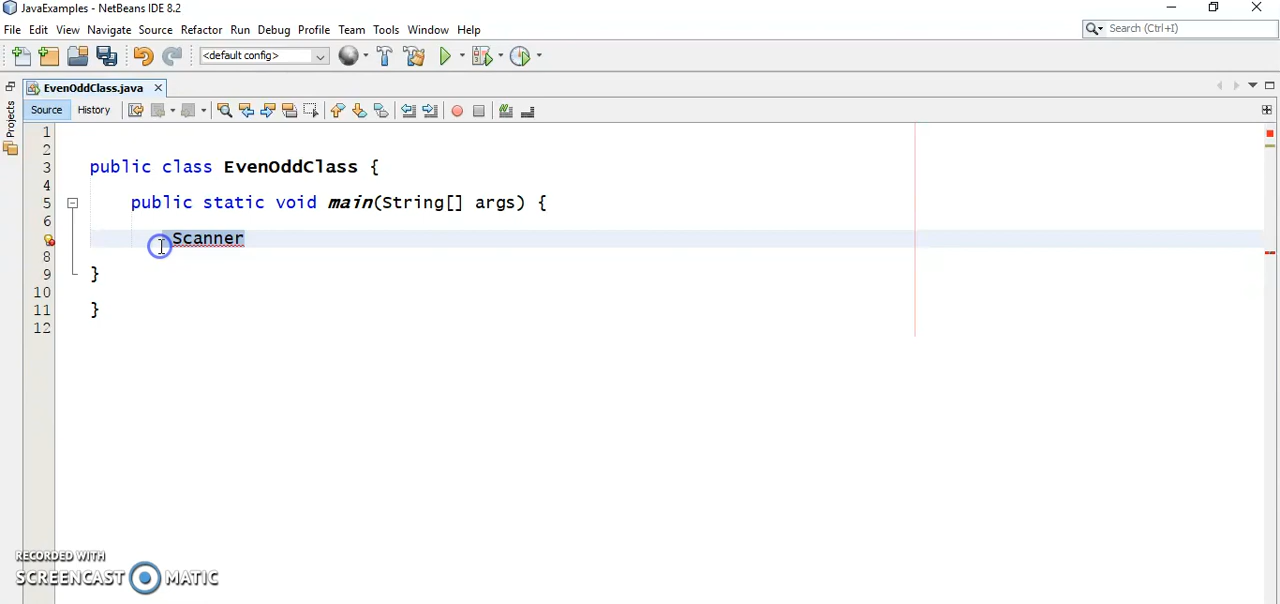 JavaExamples - NetBeans IDE 8.2
File Edit View Navigate Source Refactor Run Debug Profile Team Tools Window Help
Search (Ctrl+I)
<default config>
EvenOddClass.java
Projects
Source History
1
2
3 public class EvenOddClass {
4
5 public static void main(String[] args) {
6
Scanner
8
9 }
10
11 }
12
RECORDED WITH
SCREENCAST MATIC